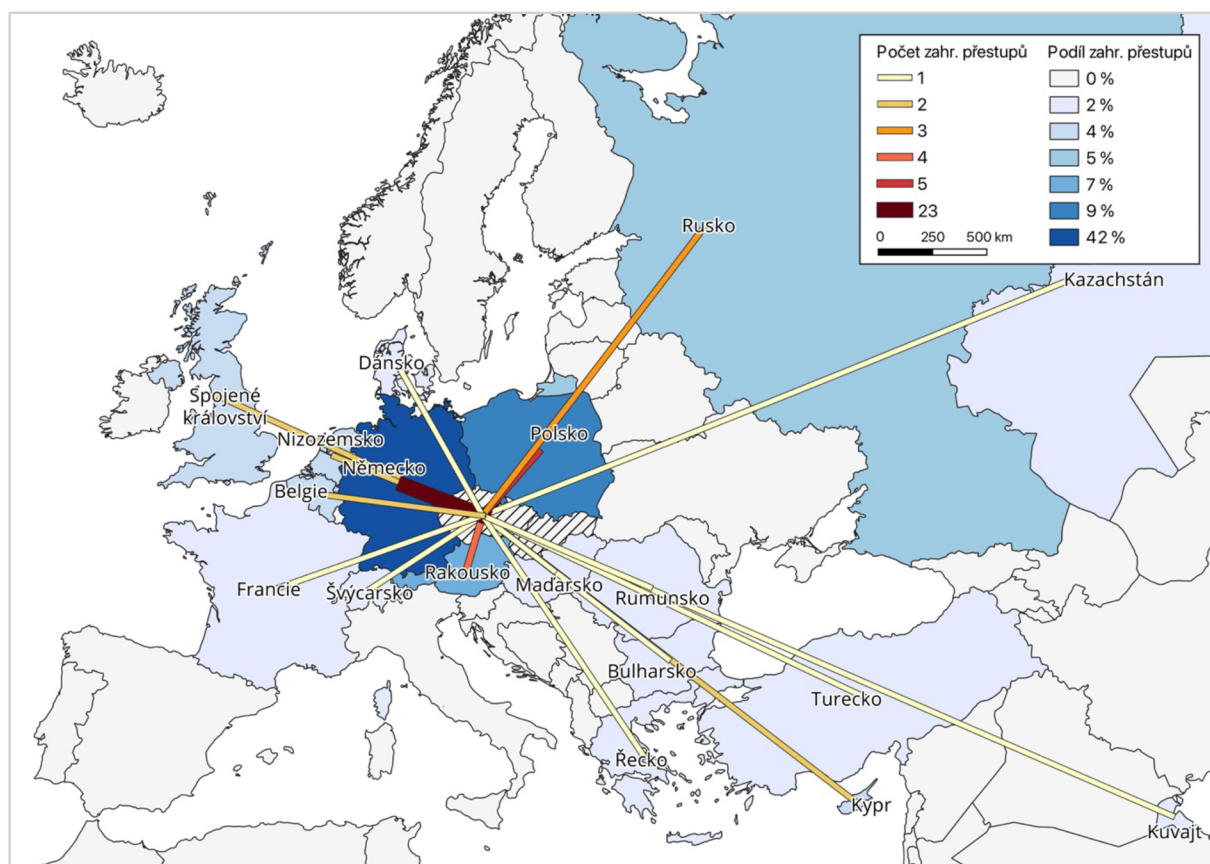 Počet zahr. přestupů
1
2
3
4
5
23
0 250 500 km
Podíl zahr. přestupů
0 %
2 %
4 %
5 %
7 %
9 %
42 %
Rusko
Kazachstán
Dánsko
Spojené
království
Polsko
Nizozemsko
Německo
Belgie
Francie
Švýcarsko
Rakousko
Maďarsko
Rumunsko
Bulharsko
Turecko
Řecko
Kypr
Kuvajt